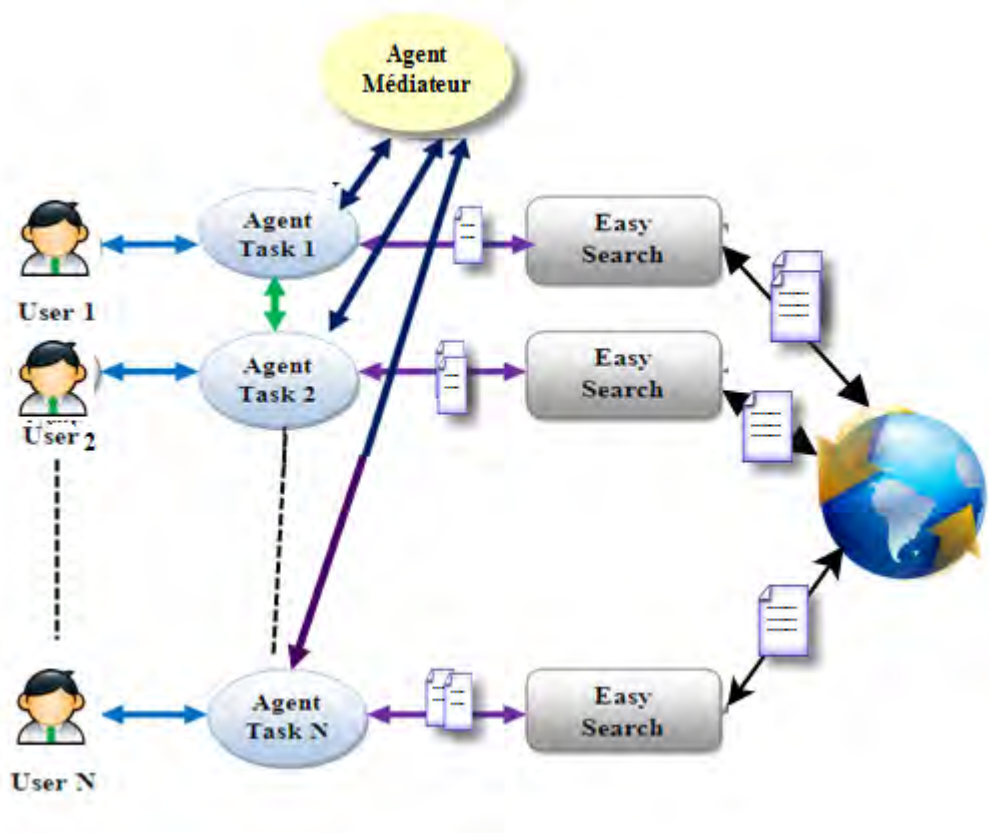 Agent
Médiateur
Agent
Task 1
Easy
Search
User 1
Agent
Task 2
Easy
Search
User 2
Agent
Task N
Easy
Search
User N